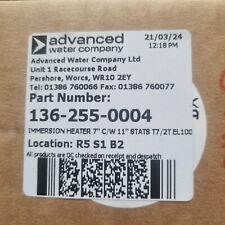 advanced
water company
21/03/24
12:18 PM
Advanced Water Company Ltd
Unit 1 Racecourse Road
Pershore, Worcs, WR10 2EY
Tel: 01386 760066 Fax: 01386 760077
Part Number:
136-255-0004
IMMERSION HEATER 7" C/W 11" STATS T7/2T EL100
Location: R5 S1 B2
All products are QC checked on receipt and despatch